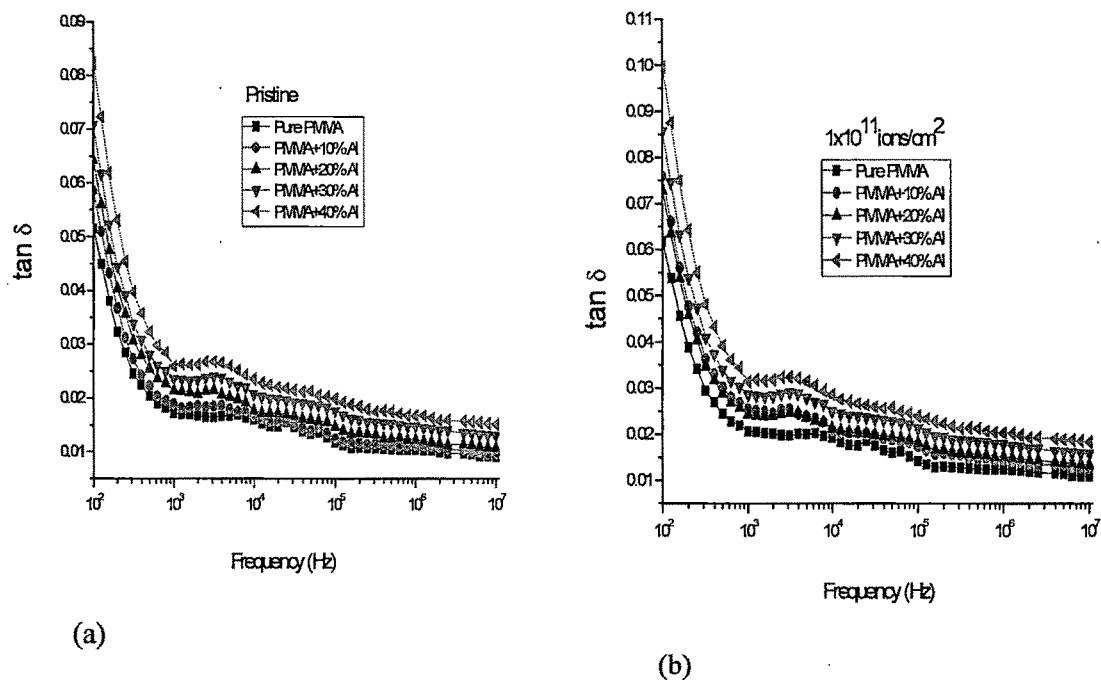 0.09
0.08
0.07
0.06
0.05
0.04
0.03
0.02
0.01
tan δ
Pristine
Pure PMMA
PMMA+10%Al
PMMA+20%Al
PMMA+30%Al
PMMA+40%Al
10² 10³ 10⁴ 10⁵ 10⁶ 10⁷
Frequency (Hz)
(a)
0.11
0.10
0.09
0.08
0.07
0.06
0.05
0.04
0.03
0.02
0.01
tan δ
1x10¹¹ ions/cm²
Pure PMMA
PMMA+10%Al
PMMA+20%Al
PMMA+30%Al
PMMA+40%Al
10² 10³ 10⁴ 10⁵ 10⁶ 10⁷
Frequency (Hz)
(b)